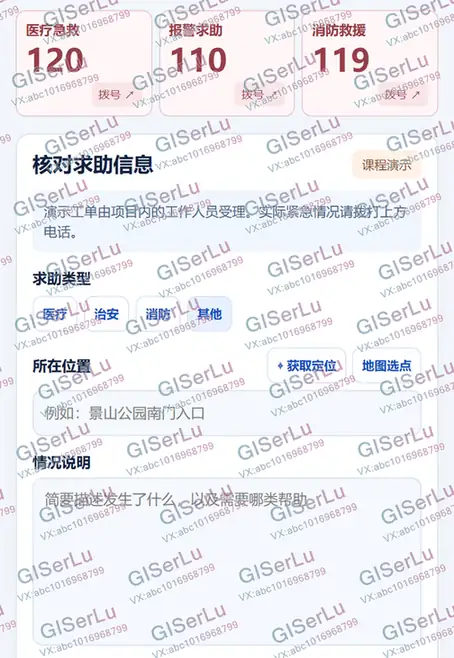 医疗急救
报警求助
消防救援
120
110
119
拨号 ↗
拨号 ↗
拨号 ↗
核对求助信息
课程演示
演示工单由项目内的工作人员受理。实际紧急情况请拨打上方
电话。
求助类型
医疗
治安
消防
其他
所在位置
⌖ 获取定位
地图选点
例如：景山公园南门入口
情况说明
简要描述发生了什么，以及需要哪类帮助
GISerLu
VX:abc1016968799